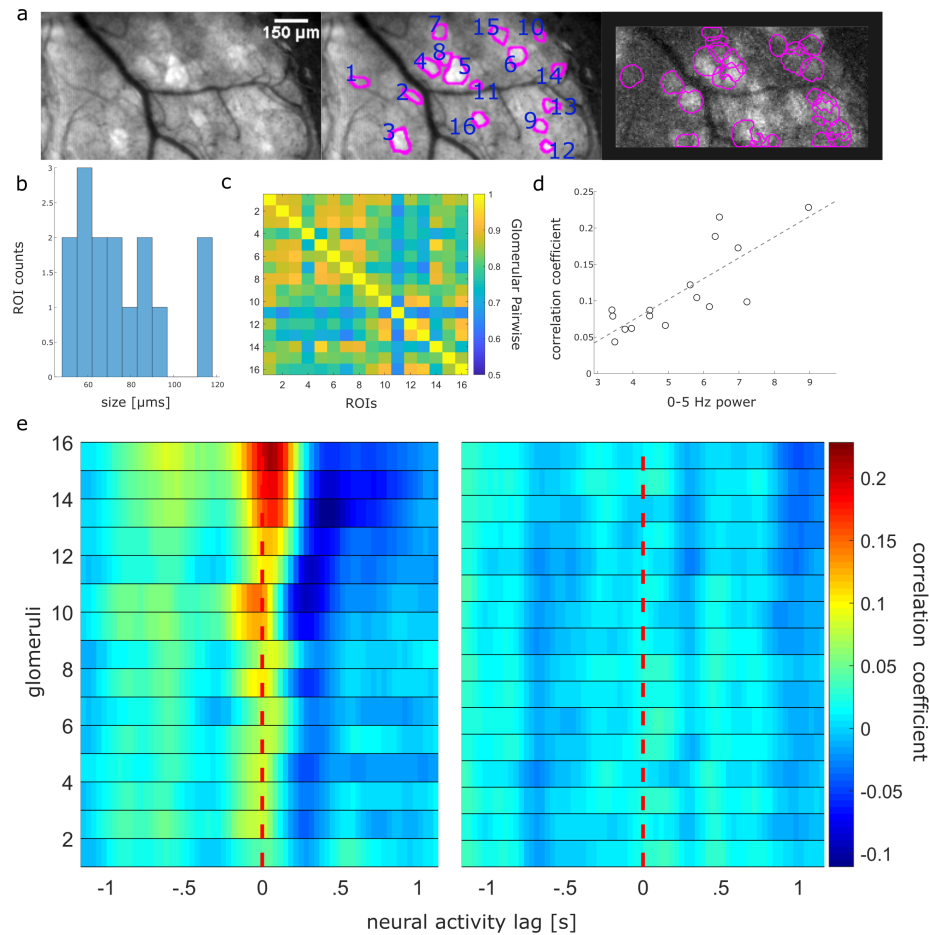 a
150 µm
7 15 10
8 6
1 4 5 14
2 11 13
3 16 9
12
b
ROI counts
3
2.5
2
1.5
1
0.5
0
60 80 100 120
size [µms]
c
2
4
6
8
10
12
14
16
2 4 6 8 10 12 14 16
ROIs
1
0.9
0.8
0.7
0.6
0.5
Glomerular Pairwise
d
correlation coefficient
0.25
0.2
0.15
0.1
0.05
0
3 4 5 6 7 8 9
0-5 Hz power
e
glomeruli
16
14
12
10
8
6
4
2
-1 -.5 0 .5 1
-1 -.5 0 .5 1
neural activity lag [s]
0.2
0.15
0.1
0.05
0
-0.05
-0.1
correlation coefficient